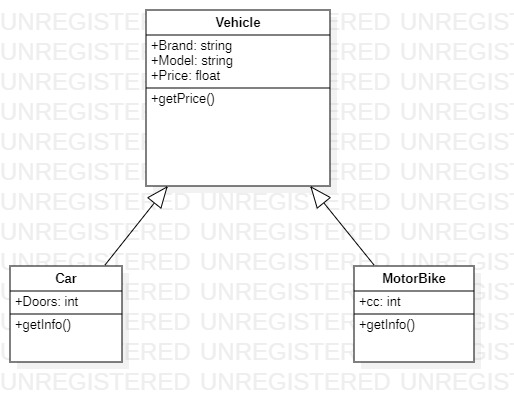 UNREGISTERED UNREGISTERED UNREGISTERED
Vehicle
+Brand: string
+Model: string
+Price: float
+getPrice()
Car
+Doors: int
+getInfo()
MotorBike
+cc: int
+getInfo()